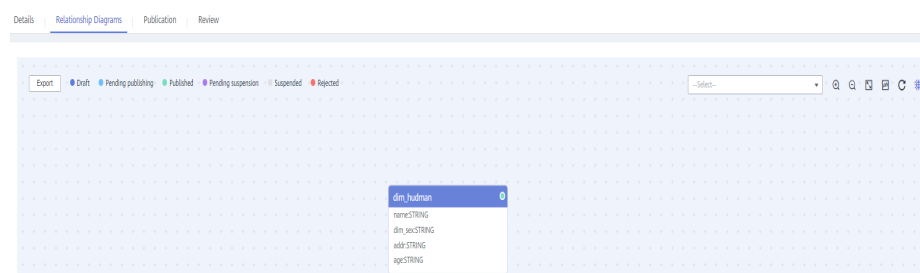 Details Relationship Diagrams Publication Review
Export Draft Pending publishing Published Pending suspension Suspended Rejected --Select--
dim_hudman
name:STRING
dim_sex:STRING
addr:STRING
age:STRING